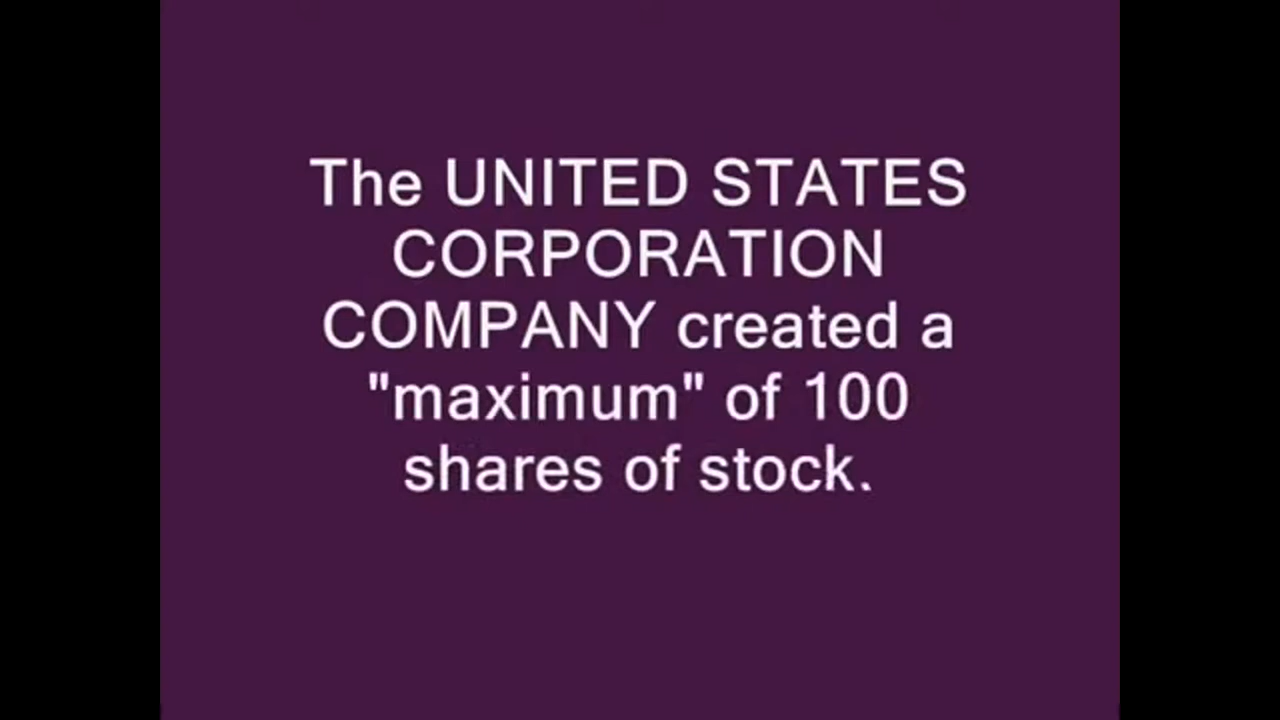 The UNITED STATES
CORPORATION
COMPANY created a
"maximum" of 100
shares of stock.